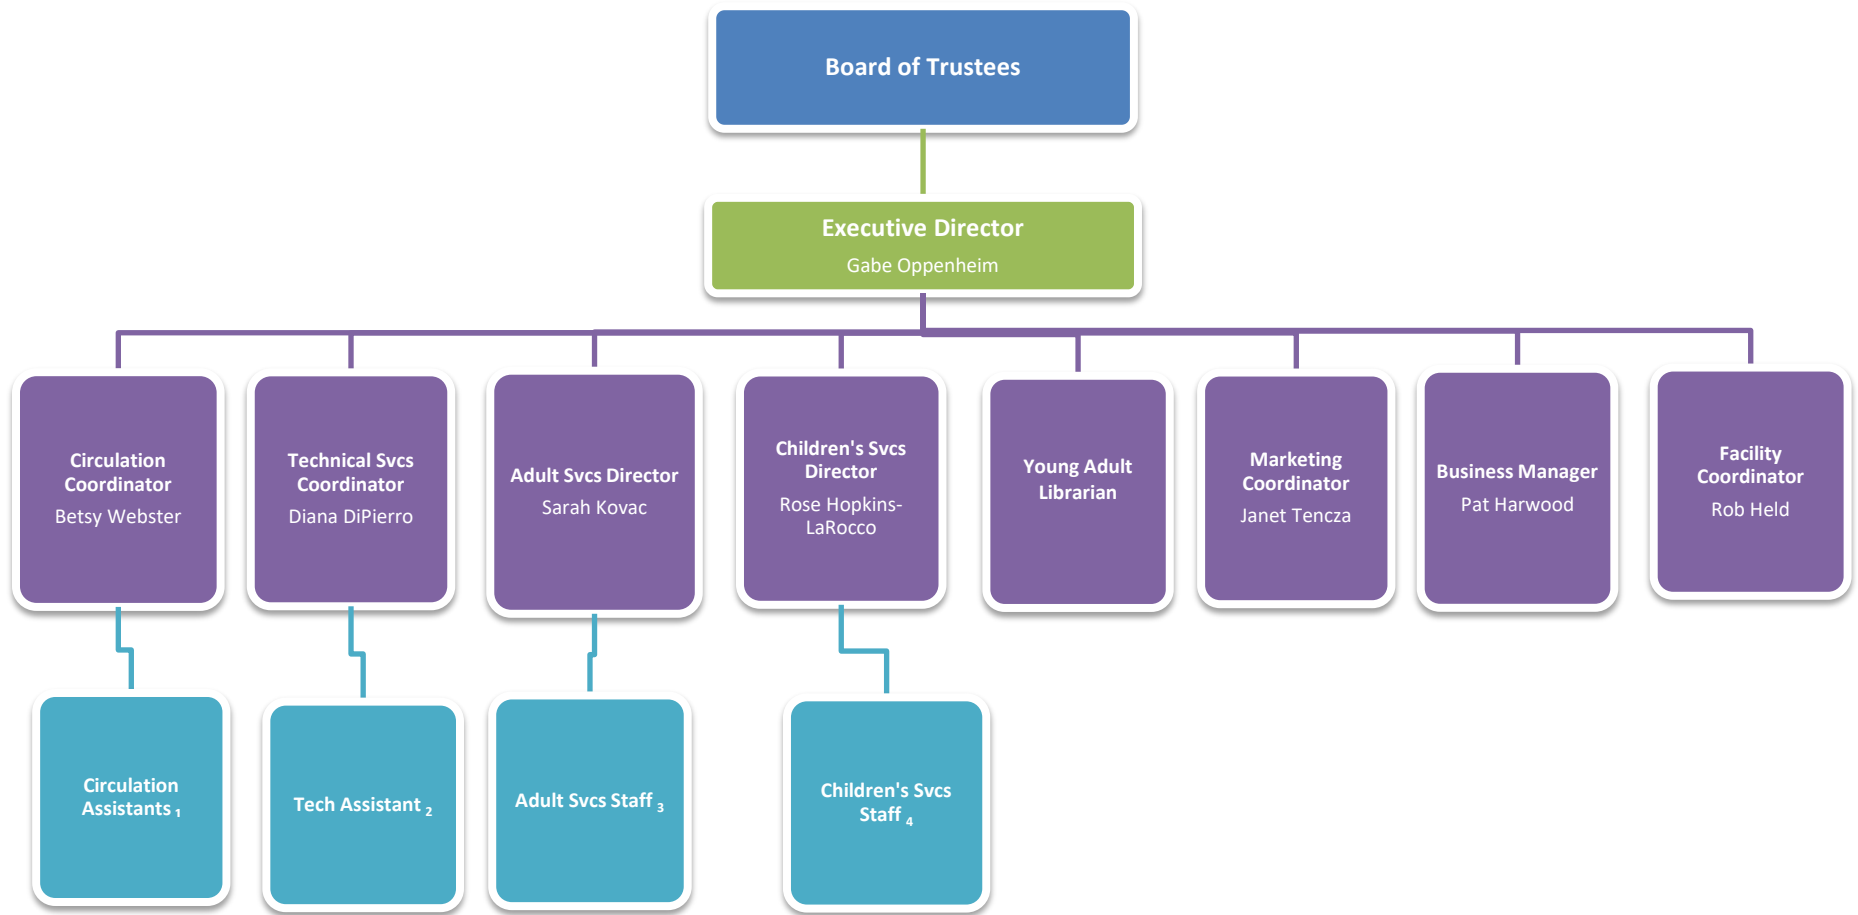 Board of Trustees
Executive Director
Gabe Oppenheim
Circulation
Coordinator
Betsy Webster
Technical Svcs
Coordinator
Diana DiPierro
Adult Svcs Director
Sarah Kovac
Children's Svcs
Director
Rose Hopkins-
LaRocco
Young Adult
Librarian
Marketing
Coordinator
Janet Tencza
Business Manager
Pat Harwood
Facility
Coordinator
Rob Held
Circulation
Assistants 1
Tech Assistant 2
Adult Svcs Staff 3
Children's Svcs
Staff 4